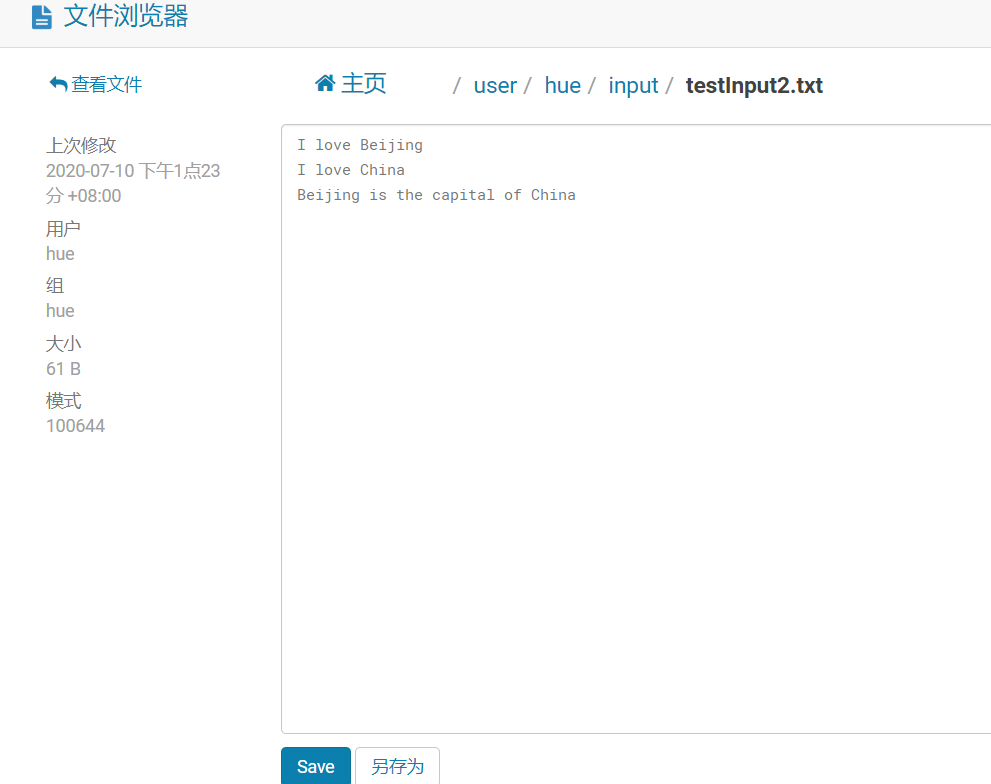 文件浏览器
查看文件
主页 / user / hue / input / testInput2.txt
上次修改
2020-07-10 下午1点23
分 +08:00
用户
hue
组
hue
大小
61 B
模式
100644
I love Beijing
I love China
Beijing is the capital of China
Save 另存为